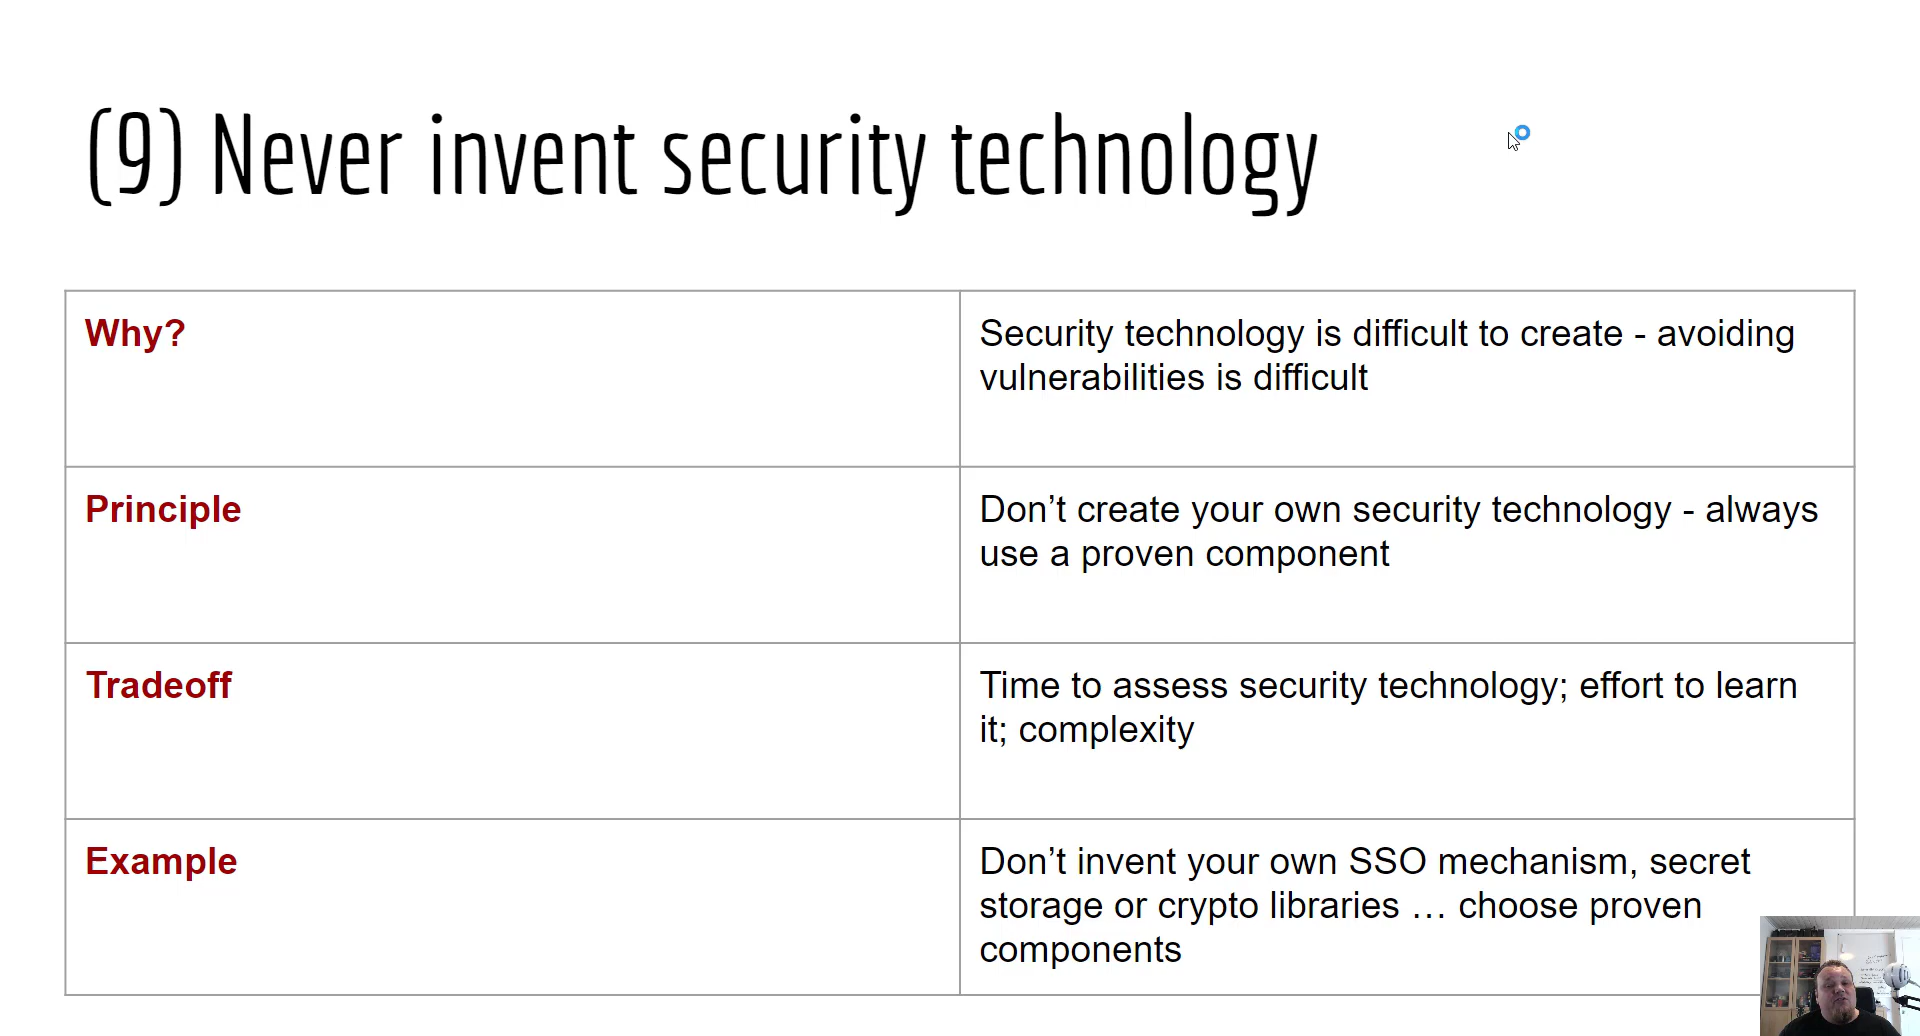 (9) Never invent security technology
Why?
Security technology is difficult to create - avoiding
vulnerabilities is difficult
Principle
Don’t create your own security technology - always
use a proven component
Tradeoff
Time to assess security technology; effort to learn
it; complexity
Example
Don’t invent your own SSO mechanism, secret
storage or crypto libraries … choose proven
components